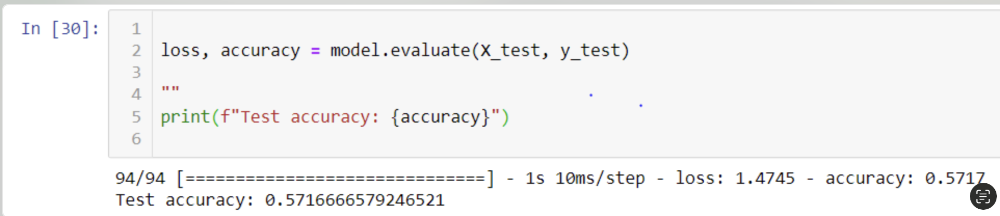 In [30]:
1
2 loss, accuracy = model.evaluate(X_test, y_test)
3
4 ""
5 print(f"Test accuracy: {accuracy}")
6
94/94 [==============================] - 1s 10ms/step - loss: 1.4745 - accuracy: 0.5717
Test accuracy: 0.5716666579246521